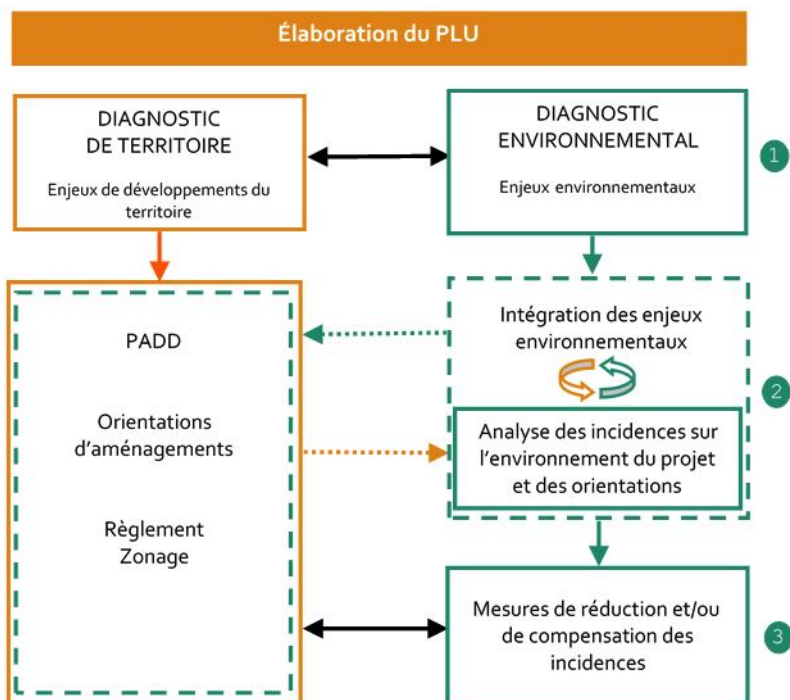 Élaboration du PLU
DIAGNOSTIC
DE TERRITOIRE
Enjeux de développements du
territoire
DIAGNOSTIC
ENVIRONNEMENTAL
Enjeux environnementaux
1
PADD
Orientations
d'aménagements
Règlement
Zonage
Intégration des enjeux
environnementaux
2
Analyse des incidences sur
l'environnement du projet
et des orientations
Mesures de réduction et/ou
de compensation des
incidences
3